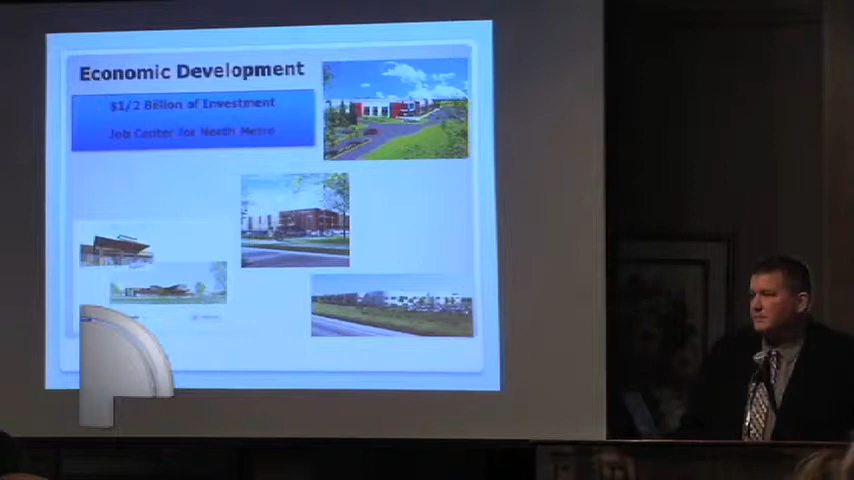 Economic Development
$1/2 Billion of Investment
Job Center for North Metro